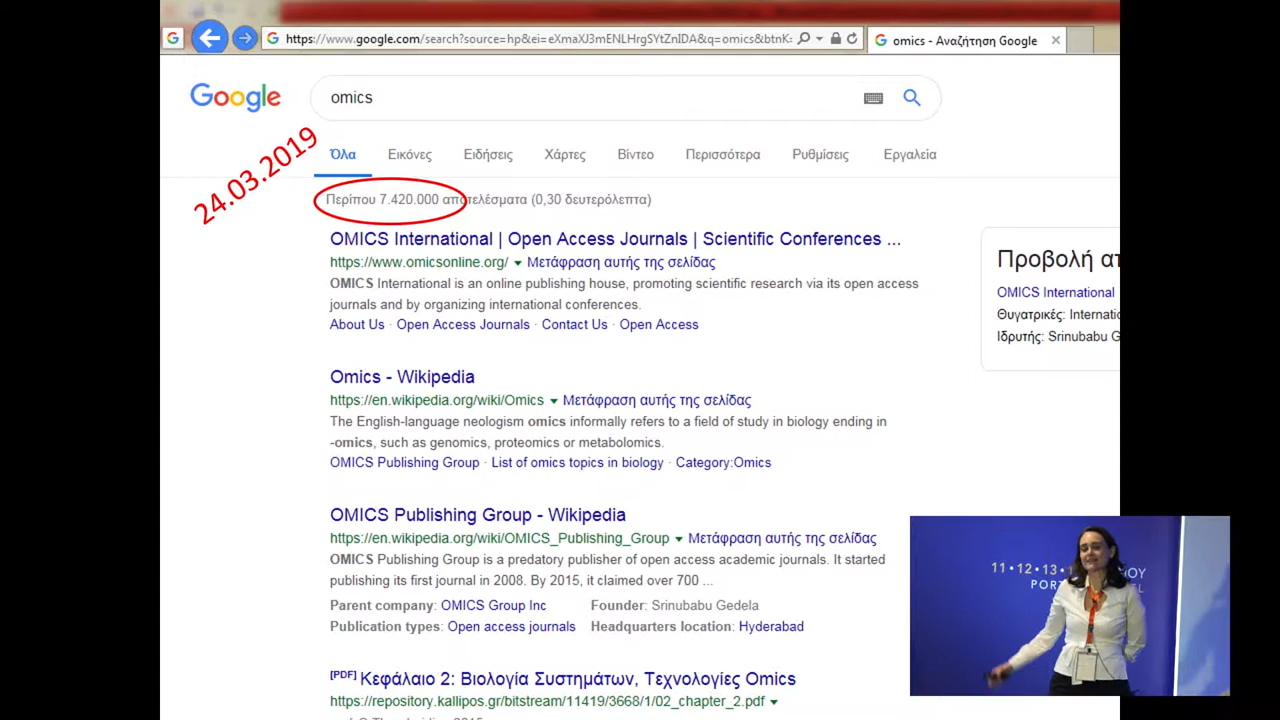 https://www.google.com/search?source=hp&ei=eXmaXJ3mENLHrgSYtZnIDA&q=omics&btnK=
omics - Αναζήτηση Google
Google
omics
24.03.2019
Όλα Εικόνες Ειδήσεις Χάρτες Βίντεο Περισσότερα Ρυθμίσεις Εργαλεία
Περίπου 7.420.000 αποτελέσματα (0,30 δευτερόλεπτα)
OMICS International | Open Access Journals | Scientific Conferences ...
https://www.omicsonline.org/ Μετάφραση αυτής της σελίδας
OMICS International is an online publishing house, promoting scientific research via its open access
journals and by organizing international conferences.
About Us · Open Access Journals · Contact Us · Open Access
Προβολή
OMICS International
Θυγατρικές:
Ιδρυτής: Srinubabu
Omics - Wikipedia
https://en.wikipedia.org/wiki/Omics Μετάφραση αυτής της σελίδας
The English-language neologism omics informally refers to a field of study in biology ending in
-omics, such as genomics, proteomics or metabolomics.
OMICS Publishing Group · List of omics topics in biology · Category:Omics
OMICS Publishing Group - Wikipedia
https://en.wikipedia.org/wiki/OMICS_Publishing_Group Μετάφραση αυτής της σελίδας
OMICS Publishing Group is a predatory publisher of open access academic journals. It started
publishing its first journal in 2008. By 2015, it claimed over 700 ...
Parent company: OMICS Group Inc Founder: Srinubabu Gedela
Publication types: Open access journals Headquarters location: Hyderabad
[PDF] Κεφάλαιο 2: Βιολογία Συστημάτων, Τεχνολογίες Omics
https://repository.kallipos.gr/bitstream/11419/3668/1/02_chapter_2.pdf
11•12•13•